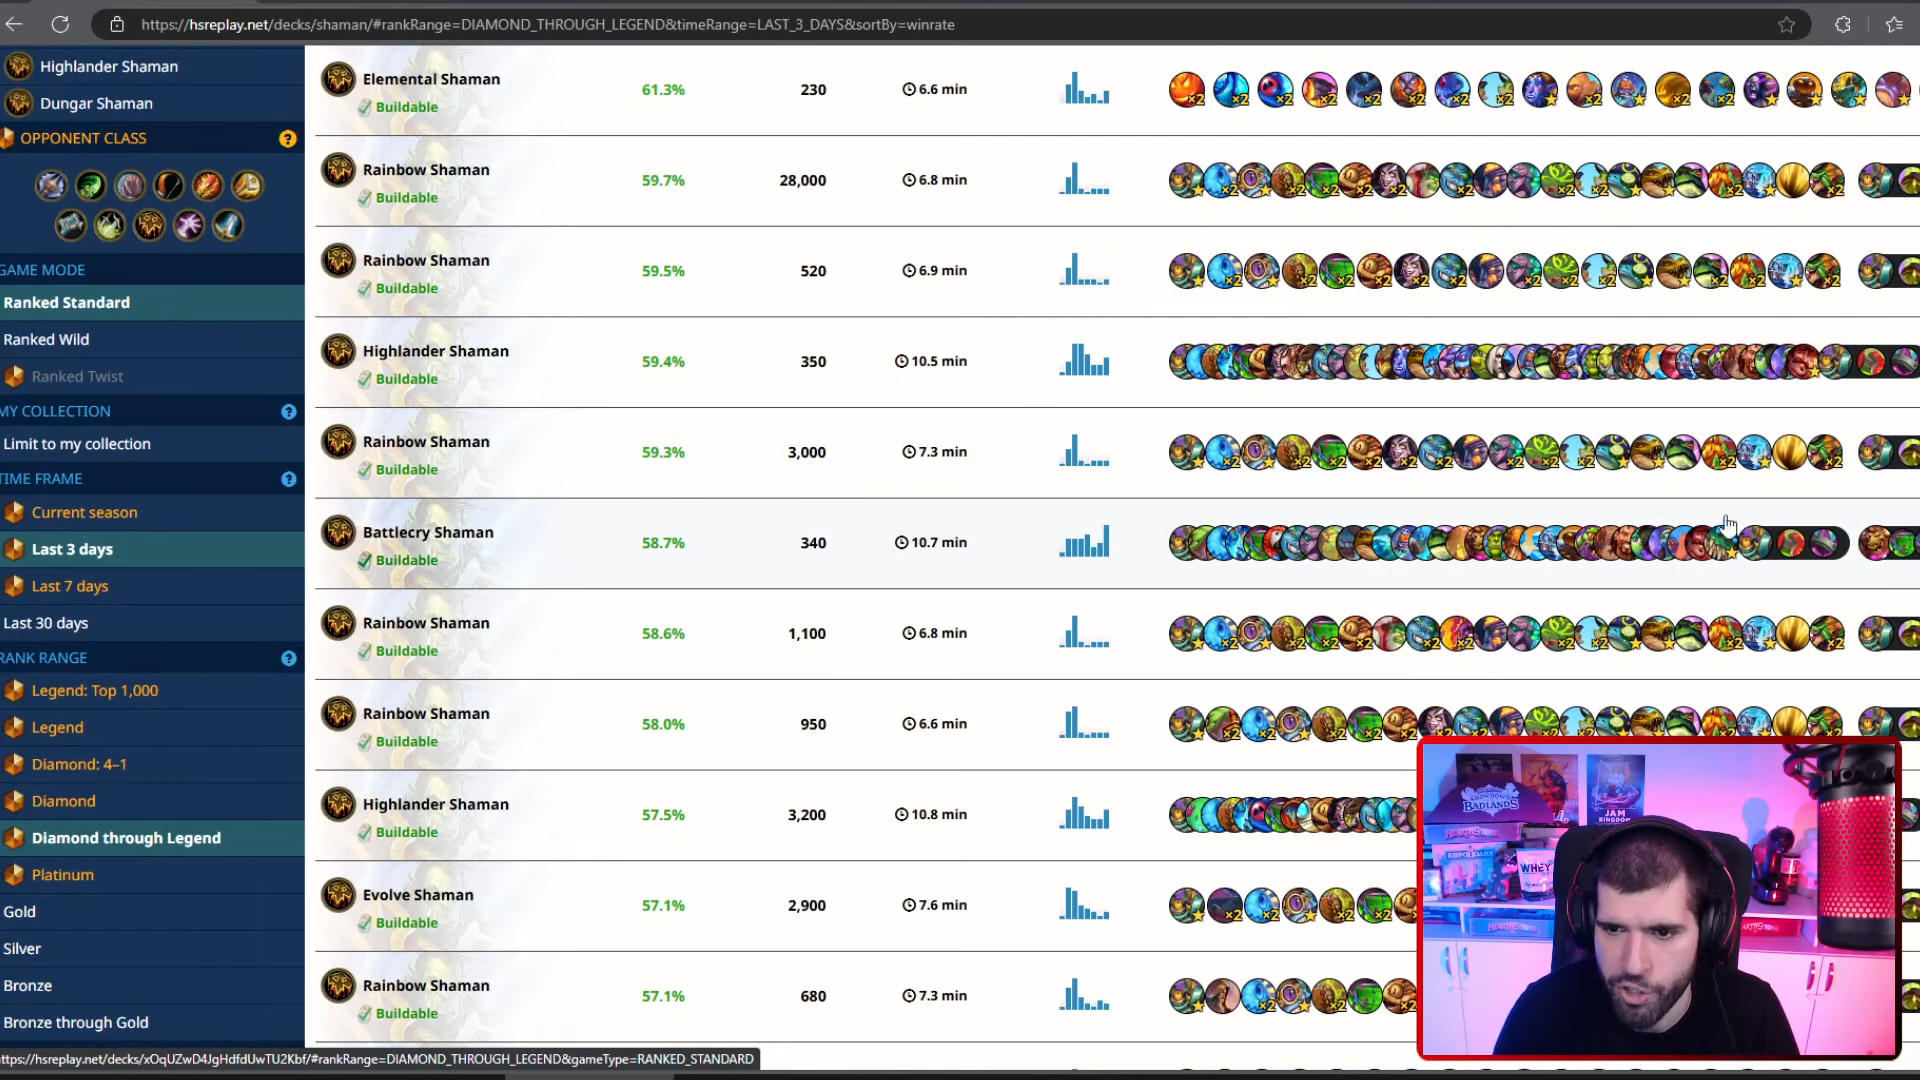 https://hsreplay.net/decks/shaman/#rankRange=DIAMOND_THROUGH_LEGEND&timeRange=LAST_3_DAYS&sortBy=winrate
Highlander Shaman
Dungar Shaman
OPPONENT CLASS
?
GAME MODE
Ranked Standard
Ranked Wild
Ranked Twist
MY COLLECTION
?
Limit to my collection
TIME FRAME
?
Current season
Last 3 days
Last 7 days
Last 30 days
RANK RANGE
?
Legend: Top 1,000
Legend
Diamond: 4–1
Diamond
Diamond through Legend
Platinum
Gold
Silver
Bronze
Bronze through Gold
Elemental Shaman
Buildable
61.3%
230
6.6 min
Rainbow Shaman
Buildable
59.7%
28,000
6.8 min
Rainbow Shaman
Buildable
59.5%
520
6.9 min
Highlander Shaman
Buildable
59.4%
350
10.5 min
Rainbow Shaman
Buildable
59.3%
3,000
7.3 min
Battlecry Shaman
Buildable
58.7%
340
10.7 min
Rainbow Shaman
Buildable
58.6%
1,100
6.8 min
Rainbow Shaman
Buildable
58.0%
950
6.6 min
Highlander Shaman
Buildable
57.5%
3,200
10.8 min
Evolve Shaman
Buildable
57.1%
2,900
7.6 min
Rainbow Shaman
Buildable
57.1%
680
7.3 min
ttps://hsreplay.net/decks/xOqUZwD4JgHdfdUwTU2Kbf/#rankRange=DIAMOND_THROUGH_LEGEND&gameType=RANKED_STANDARD
BADLANDS
JAM
KINGDOM
HEARTHSTONE
WHEY